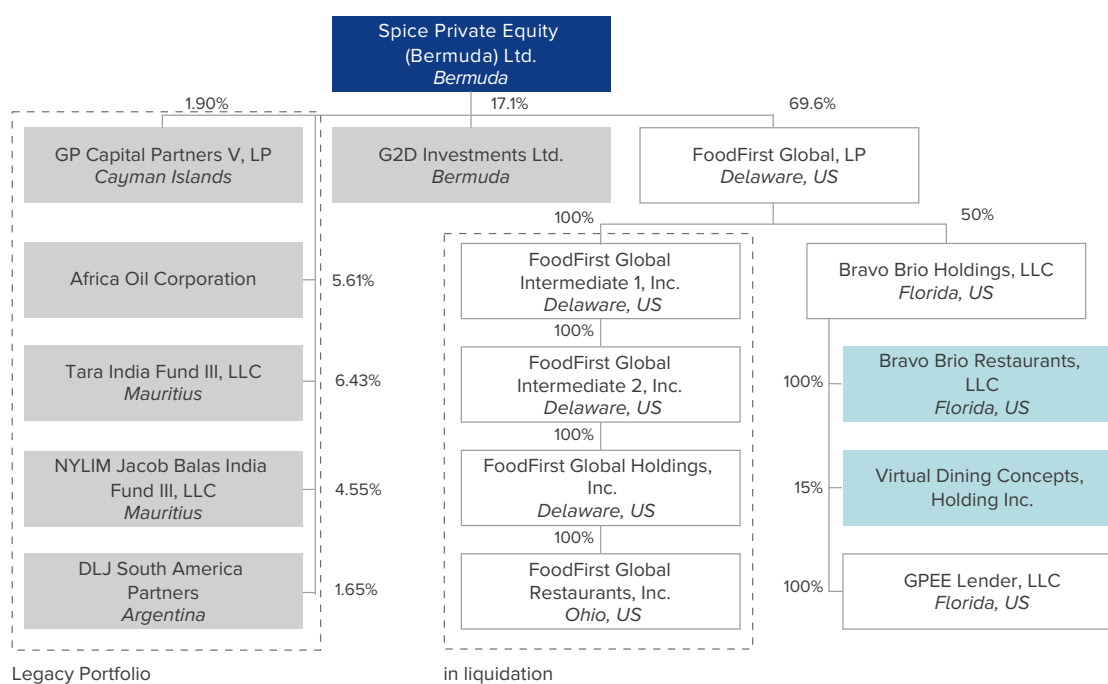 Spice Private Equity
(Bermuda) Ltd.
Bermuda
1.90%
17.1%
69.6%
GP Capital Partners V, LP
Cayman Islands
G2D Investments Ltd.
Bermuda
FoodFirst Global, LP
Delaware, US
100%
50%
Africa Oil Corporation
5.61%
FoodFirst Global
Intermediate 1, Inc.
Delaware, US
Bravo Brio Holdings, LLC
Florida, US
100%
Tara India Fund III, LLC
Mauritius
6.43%
FoodFirst Global
Intermediate 2, Inc.
Delaware, US
100%
Bravo Brio Restaurants,
LLC
Florida, US
100%
NYLIM Jacob Balas India
Fund III, LLC
Mauritius
4.55%
FoodFirst Global Holdings,
Inc.
Delaware, US
15%
Virtual Dining Concepts,
Holding Inc.
100%
DLJ South America
Partners
Argentina
1.65%
FoodFirst Global
Restaurants, Inc.
Ohio, US
100%
GPEE Lender, LLC
Florida, US
Legacy Portfolio
in liquidation